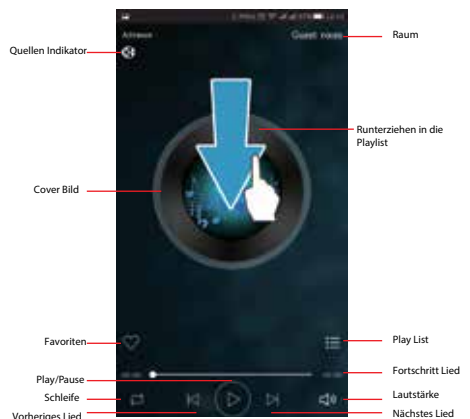 Guest room
Raum
Quellen Indikator
Runterziehen in die
Playlist
Cover Bild
Favoriten
Play List
Fortschritt Lied
Play/Pause
Schleife
Lautstärke
Vorheriges Lied
Nächstes Lied